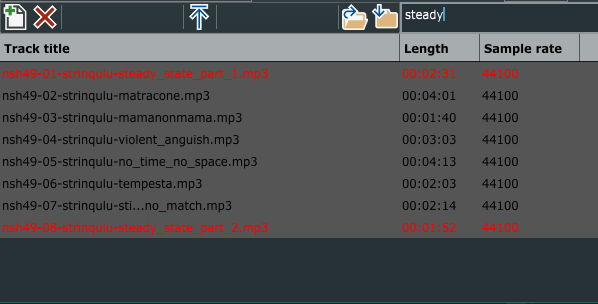 steady
Track title Length Sample rate
nsh49-01-strinqulu-steady_state_part_1.mp3 00:02:31 44100
nsh49-02-strinqulu-matracone.mp3 00:04:01 44100
nsh49-03-strinqulu-mamanonmama.mp3 00:01:40 44100
nsh49-04-strinqulu-violent_anguish.mp3 00:03:03 44100
nsh49-05-strinqulu-no_time_no_space.mp3 00:04:13 44100
nsh49-06-strinqulu-tempesta.mp3 00:02:03 44100
nsh49-07-strinqulu-sti...no_match.mp3 00:02:14 44100
nsh49-08-strinqulu-steady_state_part_2.mp3 00:01:52 44100